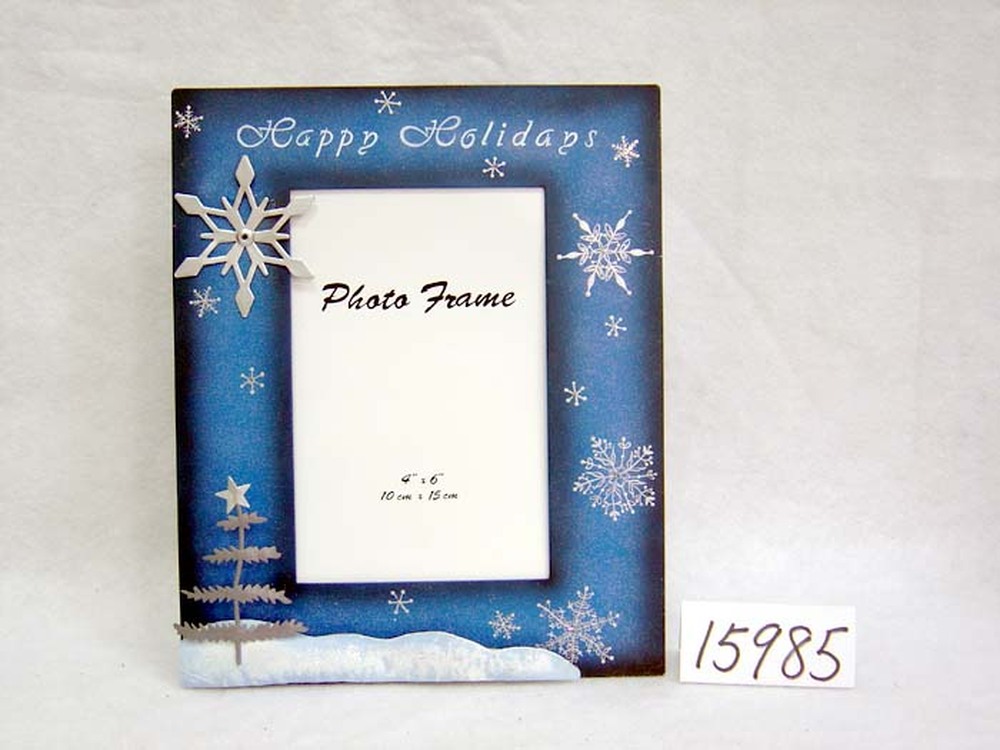 Happy Holidays
Photo Frame
4" x 6"
10 cm x 15 cm
15985